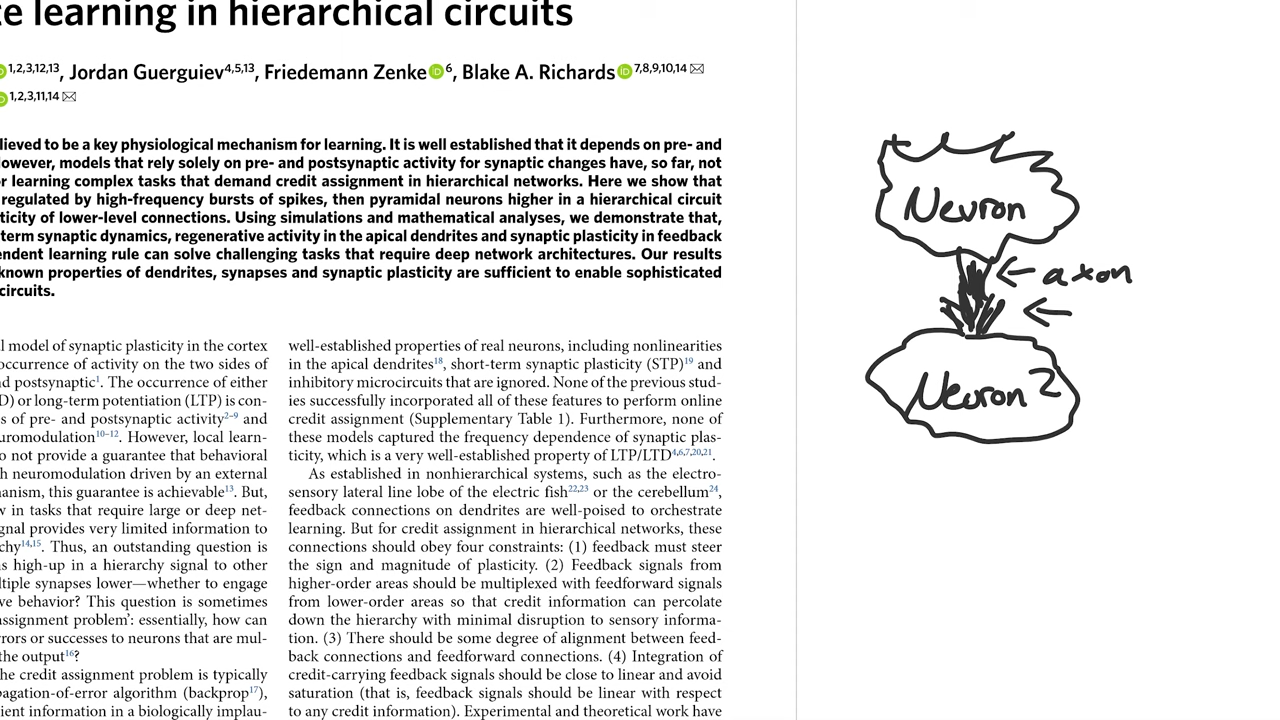 te learning in hierarchical circuits
1,2,3,12,13, Jordan Guerguiev4,5,13, Friedemann Zenke 6, Blake A. Richards 7,8,9,10,14
1,2,3,11,14
lieved to be a key physiological mechanism for learning. It is well established that it depends on pre- and
owever, models that rely solely on pre- and postsynaptic activity for synaptic changes have, so far, not
r learning complex tasks that demand credit assignment in hierarchical networks. Here we show that
regulated by high-frequency bursts of spikes, then pyramidal neurons higher in a hierarchical circuit
ticity of lower-level connections. Using simulations and mathematical analyses, we demonstrate that,
term synaptic dynamics, regenerative activity in the apical dendrites and synaptic plasticity in feedback
endent learning rule can solve challenging tasks that require deep network architectures. Our results
known properties of dendrites, synapses and synaptic plasticity are sufficient to enable sophisticated
circuits.
l model of synaptic plasticity in the cortex
occurrence of activity on the two sides of
d postsynaptic1. The occurrence of either
D) or long-term potentiation (LTP) is con-
s of pre- and postsynaptic activity2–9 and
uromodulation10–12. However, local learn-
o not provide a guarantee that behavioral
h neuromodulation driven by an external
hanism, this guarantee is achievable13. But,
w in tasks that require large or deep net-
gnal provides very limited information to
chy14,15. Thus, an outstanding question is
s high-up in a hierarchy signal to other
ltiple synapses lower—whether to engage
ve behavior? This question is sometimes
assignment problem’: essentially, how can
rrors or successes to neurons that are mul-
the output16?
he credit assignment problem is typically
pagation-of-error algorithm (backprop17),
ient information in a biologically implau-
well-established properties of real neurons, including nonlinearities
in the apical dendrites18, short-term synaptic plasticity (STP)19 and
inhibitory microcircuits that are ignored. None of the previous stud-
ies successfully incorporated all of these features to perform online
credit assignment (Supplementary Table 1). Furthermore, none of
these models captured the frequency dependence of synaptic plas-
ticity, which is a very well-established property of LTP/LTD4,6,7,20,21.
As established in nonhierarchical systems, such as the electro-
sensory lateral line lobe of the electric fish22,23 or the cerebellum24,
feedback connections on dendrites are well-poised to orchestrate
learning. But for credit assignment in hierarchical networks, these
connections should obey four constraints: (1) feedback must steer
the sign and magnitude of plasticity. (2) Feedback signals from
higher-order areas should be multiplexed with feedforward signals
from lower-order areas so that credit information can percolate
down the hierarchy with minimal disruption to sensory informa-
tion. (3) There should be some degree of alignment between feed-
back connections and feedforward connections. (4) Integration of
credit-carrying feedback signals should be close to linear and avoid
saturation (that is, feedback signals should be linear with respect
to any credit information). Experimental and theoretical work have
Neuron
axon
Neuron 2